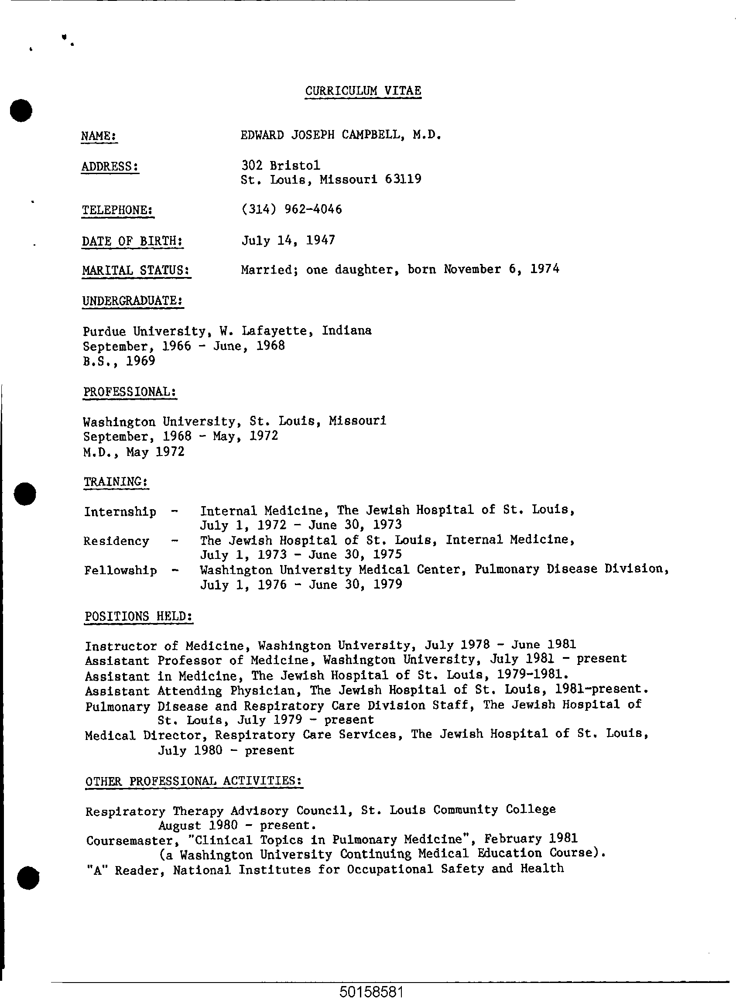 CURRICULUM VITAE
NAME: EDWARD JOSEPH CAMPBELL, M.D.
ADDRESS: 302 Bristol
St. Louis, Missouri 63119
TELEPHONE: (314) 962-4046
DATE OF BIRTH: July 14, 1947
MARITAL STATUS: Married; one daughter, born November 6, 1974
UNDERGRADUATE:
Purdue University, W. Lafayette, Indiana
September, 1966 - June, 1968
B.S., 1969
PROFESSIONAL:
Washington University, St. Louis, Missouri
September, 1968 - May, 1972
M.D., May 1972
TRAINING:
Internship - Internal Medicine, The Jewish Hospital of St. Louis,
July 1, 1972 - June 30, 1973
Residency - The Jewish Hospital of St. Louis, Internal Medicine,
July 1, 1973 - June 30, 1975
Fellowship - Washington University Medical Center, Pulmonary Disease Division,
July 1, 1976 - June 30, 1979
POSITIONS HELD:
Instructor of Medicine, Washington University, July 1978 - June 1981
Assistant Professor of Medicine, Washington University, July 1981 - present
Assistant in Medicine, The Jewish Hospital of St. Louis, 1979-1981.
Assistant Attending Physician, The Jewish Hospital of St. Louis, 1981-present.
Pulmonary Disease and Respiratory Care Division Staff, The Jewish Hospital of
St. Louis, July 1979 - present
Medical Director, Respiratory Care Services, The Jewish Hospital of St. Louis,
July 1980 - present
OTHER PROFESSIONAL ACTIVITIES:
Respiratory Therapy Advisory Council, St. Louis Community College
August 1980 - present.
Coursemaster, "Clinical Topics in Pulmonary Medicine", February 1981
(a Washington University Continuing Medical Education Course).
"A" Reader, National Institutes for Occupational Safety and Health
50158581